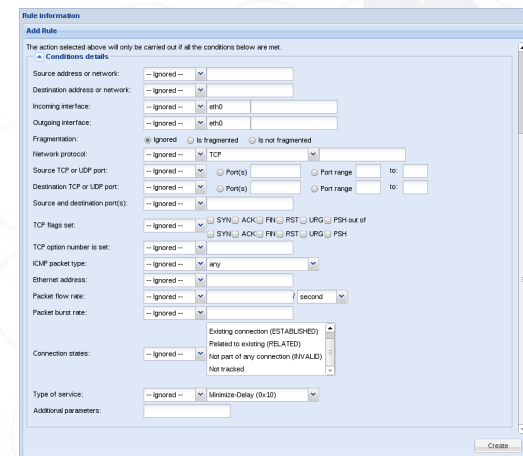 Rule information
Add Rule
The action selected above will only be carried out if all the conditions below are met.
Conditions details
Source address or network: -- Ignored --
Destination address or network: -- Ignored --
Incoming interface: -- Ignored -- eth0
Outgoing interface: -- Ignored -- eth0
Fragmentation: Ignored Is fragmented Is not fragmented
Network protocol: -- Ignored -- TCP
Source TCP or UDP port: -- Ignored -- Port(s) Port range to:
Destination TCP or UDP port: -- Ignored -- Port(s) Port range to:
Source and destination port(s): -- Ignored --
TCP flags set: -- Ignored -- SYN ACK FIN RST URG PSH out of
SYN ACK FIN RST URG PSH
TCP option number is set: -- Ignored --
ICMP packet type: -- Ignored -- any
Ethernet address: -- Ignored --
Packet flow rate: -- Ignored -- / second
Packet burst rate: -- Ignored --
Connection states: -- Ignored --
Existing connection (ESTABLISHED)
Related to existing (RELATED)
Not part of any connection (INVALID)
Not tracked
Type of service: -- Ignored -- Minimize-Delay (0x10)
Additional parameters:
Create